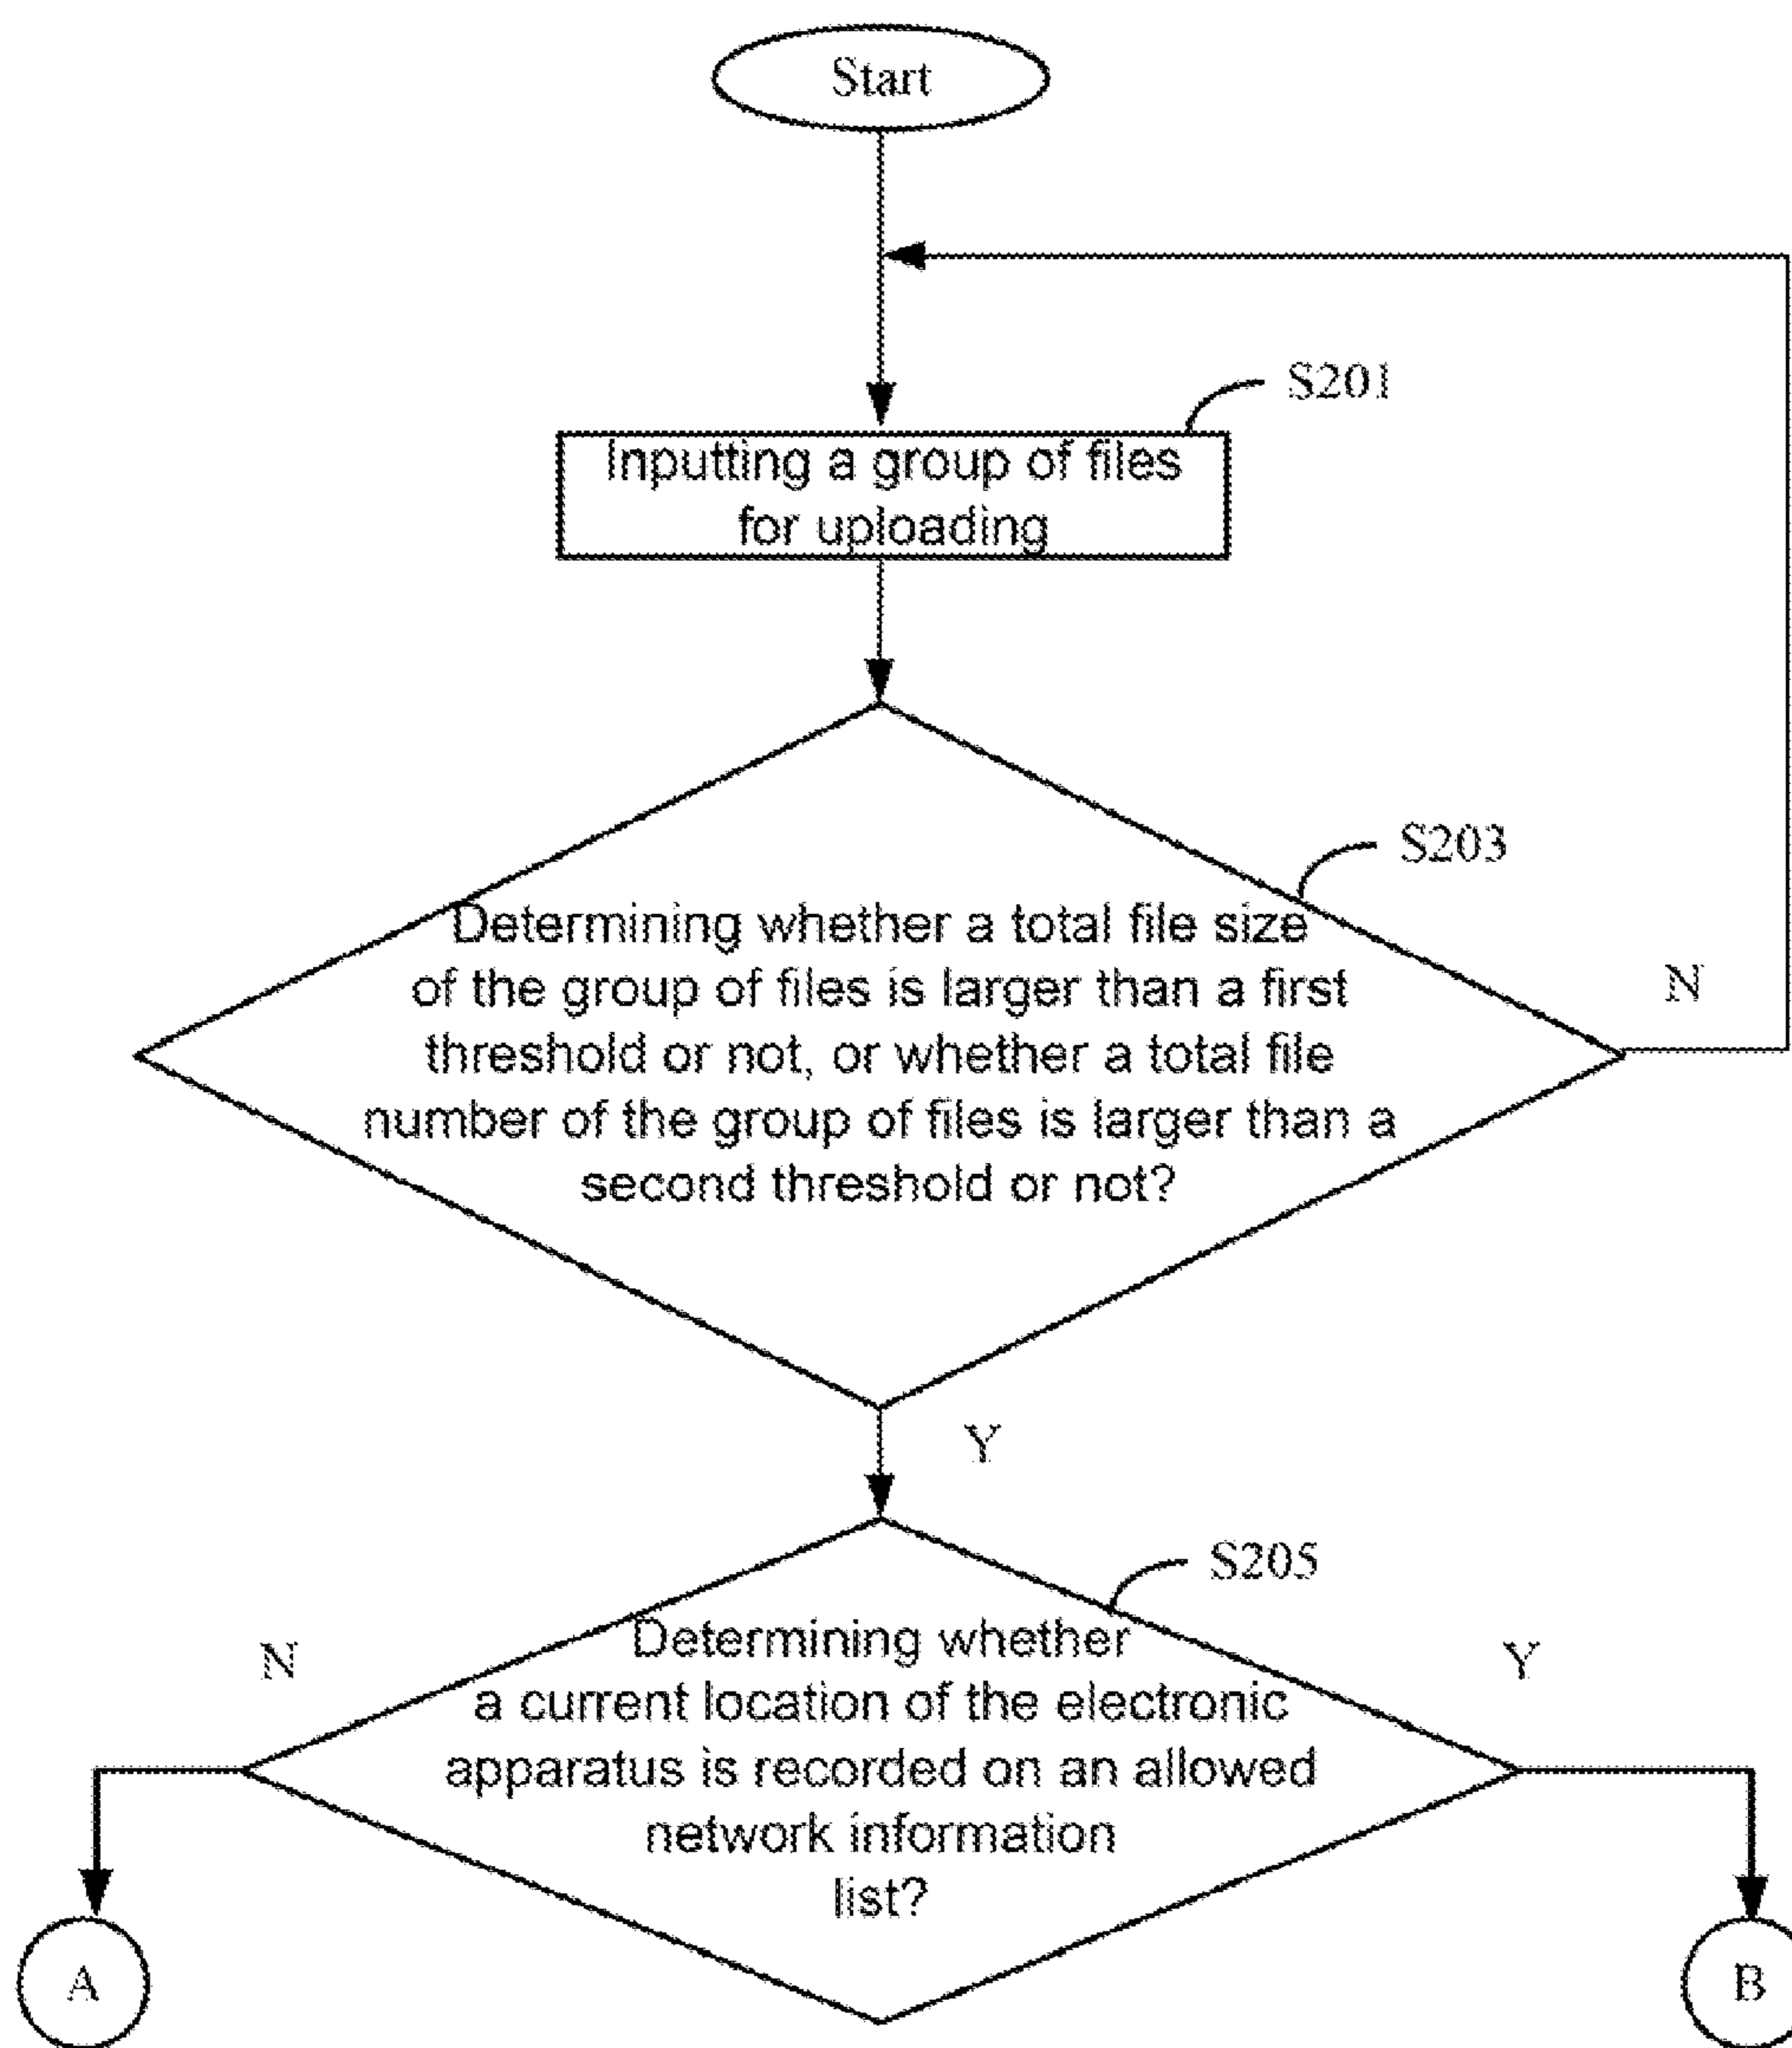 Start
S201
Inputting a group of files
for uploading
S203
Determining whether a total file size
of the group of files is larger than a first
threshold or not, or whether a total file
number of the group of files is larger than a
second threshold or not?
N
Y
S205
Determining whether
a current location of the electronic
apparatus is recorded on an allowed
network information
list?
N
Y
A
B